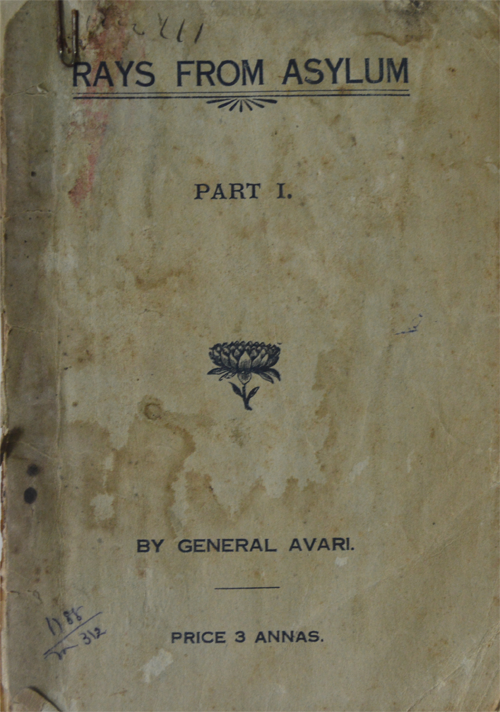 RAYS FROM ASYLUM
PART I.
BY GENERAL AVARI.
PRICE 3 ANNAS.